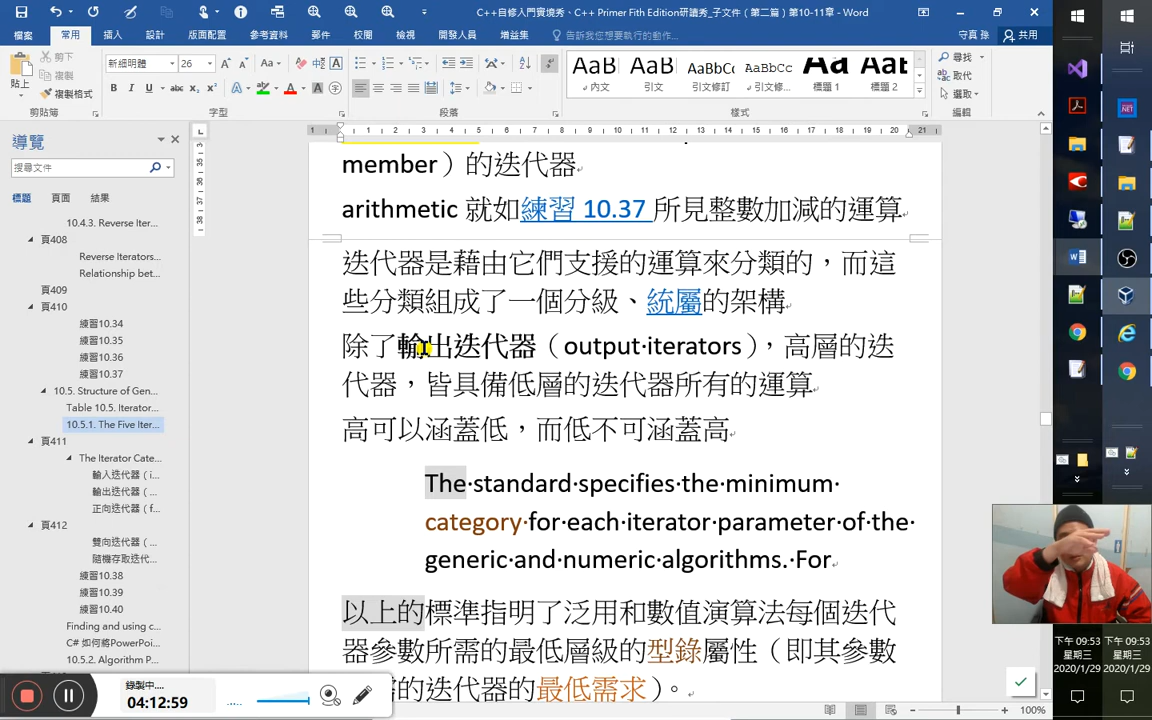 C++自修入門實境秀、C++ Primer Fith Edition研讀秀_子文件（第二篇）第10-11章 - Word
檔案 常用 插入 設計 版面配置 參考資料 郵件 校閱 檢視 開發人員 增益集 告訴我您想要執行的動作... 守真 孫 共用
貼上 剪下 複製 複製格式
新細明體 26
AaB AaB AaBbCc AaBbCc AaB AaB
內文 引文 引文修訂 引文修... 標題 1 標題 2
尋找 取代 選取
剪貼簿 字型 段落 樣式 編輯
導覽
搜尋文件
標題 頁面 結果
10.4.3. Reverse Iter...
頁408
Reverse Iterators...
Relationship bet...
頁409
頁410
練習10.34
練習10.35
練習10.36
練習10.37
10.5. Structure of Gen...
Table 10.5. Iterator...
10.5.1. The Five Iter...
頁411
The Iterator Cate...
輸入迭代器（i...
輸出迭代器（...
正向迭代器（f...
頁412
雙向迭代器（...
隨機存取迭代...
練習10.38
練習10.39
練習10.40
Finding and using c...
C# 如何將PowerPoin...
10.5.2. Algorithm P...
member）的迭代器
arithmetic 就如練習 10.37 所見整數加減的運算
迭代器是藉由它們支援的運算來分類的，而這
些分類組成了一個分級、統屬的架構
除了輸出迭代器（output iterators），高層的迭
代器，皆具備低層的迭代器所有的運算
高可以涵蓋低，而低不可涵蓋高
The standard specifies the minimum
category for each iterator parameter of the
generic and numeric algorithms. For
以上的標準指明了泛用和數值演算法每個迭代
器參數所需的最低層級的型錄屬性（即其參數
的迭代器的最低需求）。
錄製中....
04:12:59
100%
下午 09:53
星期三
2020/1/29
下午 09:53
星期三
2020/1/29